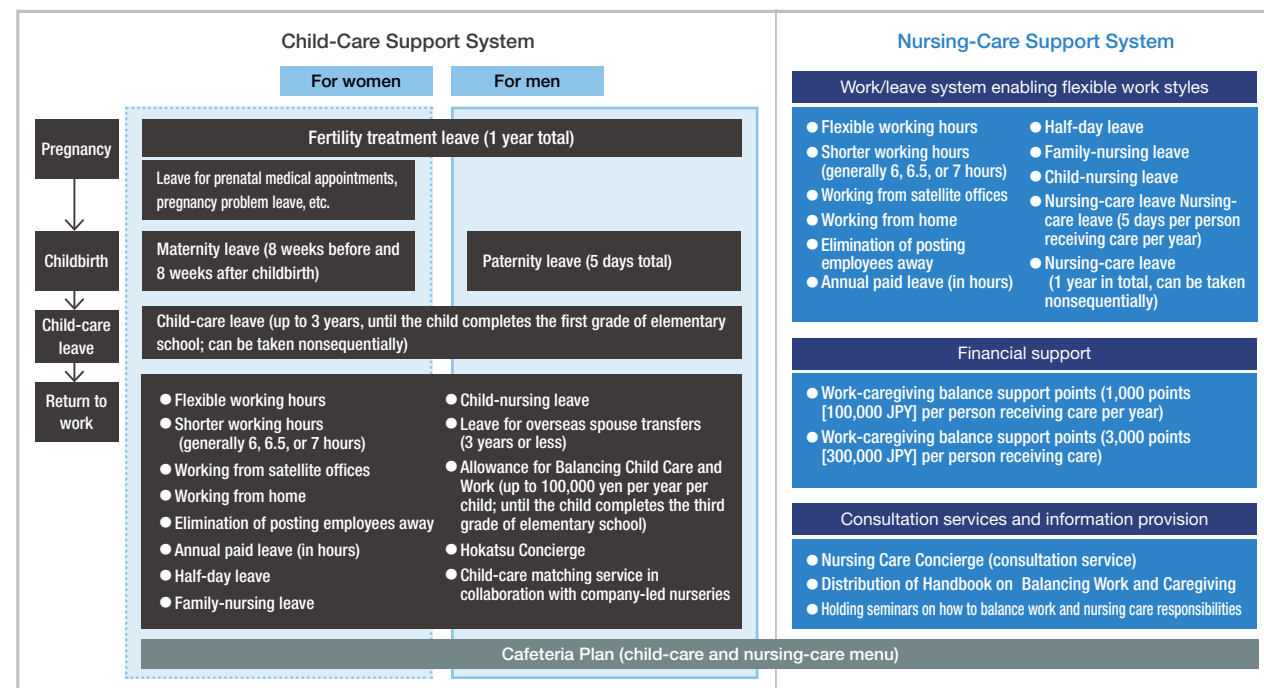 Child-Care Support System
For women
For men
Pregnancy
Childbirth
Child-care
leave
Return to
work
Fertility treatment leave (1 year total)
Leave for prenatal medical appointments,
pregnancy problem leave, etc.
Maternity leave (8 weeks before and
8 weeks after childbirth)
Paternity leave (5 days total)
Child-care leave (up to 3 years, until the child completes the first grade of elementary
school; can be taken nonsequentially)
● Flexible working hours
● Shorter working hours
(generally 6, 6.5, or 7 hours)
● Working from satellite offices
● Working from home
● Elimination of posting employees away
● Annual paid leave (in hours)
● Half-day leave
● Family-nursing leave
● Child-nursing leave
● Leave for overseas spouse transfers
(3 years or less)
● Allowance for Balancing Child Care and
Work (up to 100,000 yen per year per
child; until the child completes the third
grade of elementary school)
● Hokatsu Concierge
● Child-care matching service in
collaboration with company-led nurseries
Nursing-Care Support System
Work/leave system enabling flexible work styles
● Flexible working hours
● Shorter working hours
(generally 6, 6.5, or 7 hours)
● Working from satellite offices
● Working from home
● Elimination of posting
employees away
● Annual paid leave (in hours)
● Half-day leave
● Family-nursing leave
● Child-nursing leave
● Nursing-care leave Nursing-
care leave (5 days per person
receiving care per year)
● Nursing-care leave
(1 year in total, can be taken
nonsequentially)
Financial support
● Work-caregiving balance support points (1,000 points
[100,000 JPY] per person receiving care per year)
● Work-caregiving balance support points (3,000 points
[300,000 JPY] per person receiving care)
Consultation services and information provision
● Nursing Care Concierge (consultation service)
● Distribution of Handbook on Balancing Work and Caregiving
● Holding seminars on how to balance work and nursing care responsibilities
Cafeteria Plan (child-care and nursing-care menu)